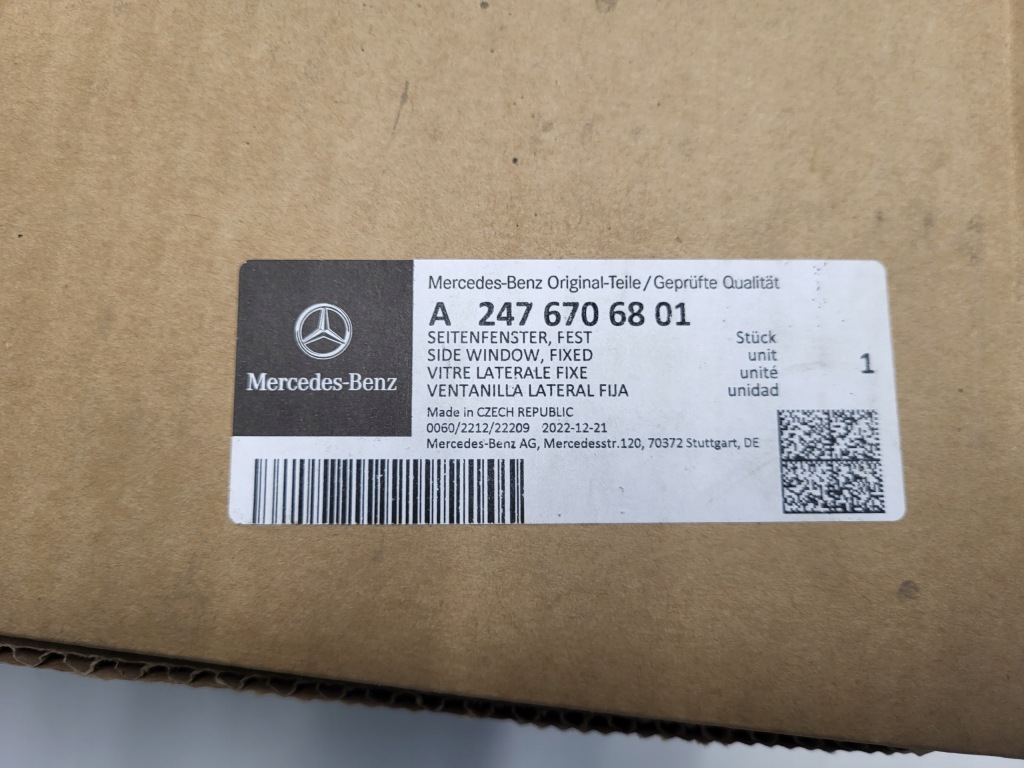 Mercedes-Benz
Mercedes-Benz Original-Teile/Geprüfte Qualität
A 247 670 68 01
SEITENFENSTER, FEST Stück
SIDE WINDOW, FIXED unit
VITRE LATERALE FIXE unité
VENTANILLA LATERAL FIJA unidad
1
Made in CZECH REPUBLIC
0060/2212/22209 2022-12-21
Mercedes-Benz AG, Mercedesstr.120, 70372 Stuttgart, DE